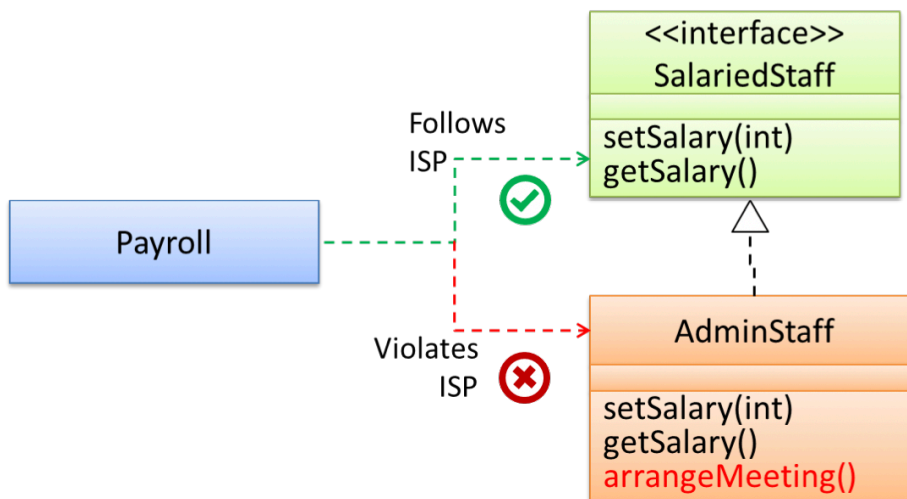 <<interface>>
SalariedStaff
setSalary(int)
getSalary()
Follows
ISP
Payroll
Violates
ISP
AdminStaff
setSalary(int)
getSalary()
arrangeMeeting()